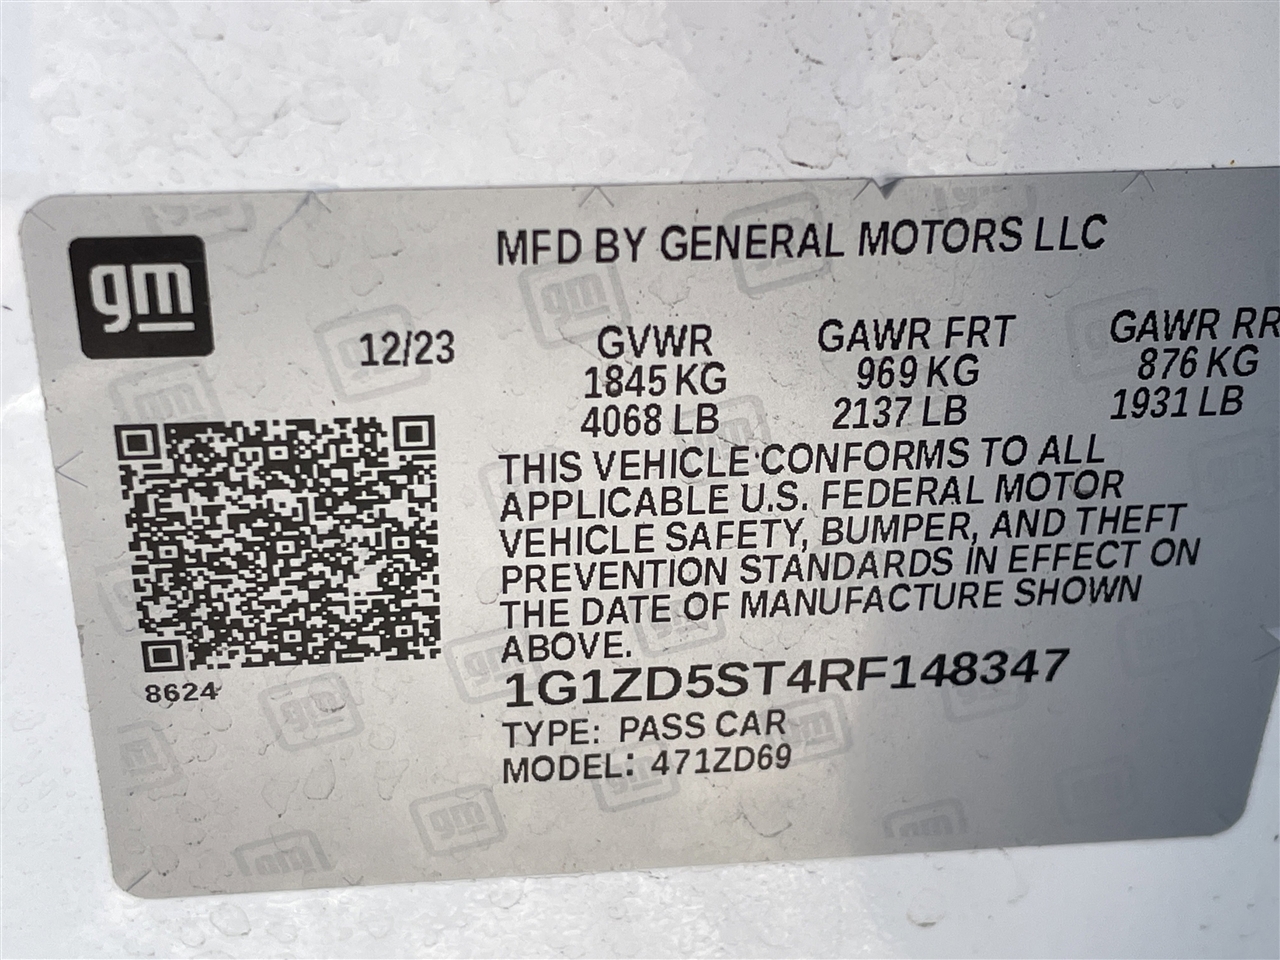 gm
MFD BY GENERAL MOTORS LLC
12/23
GVWR GAWR FRT GAWR RR
1845 KG 969 KG 876 KG
4068 LB 2137 LB 1931 LB
THIS VEHICLE CONFORMS TO ALL
APPLICABLE U.S. FEDERAL MOTOR
VEHICLE SAFETY, BUMPER, AND THEFT
PREVENTION STANDARDS IN EFFECT ON
THE DATE OF MANUFACTURE SHOWN
ABOVE.
8624
1G1ZD5ST4RF148347
TYPE: PASS CAR
MODEL: 471ZD69